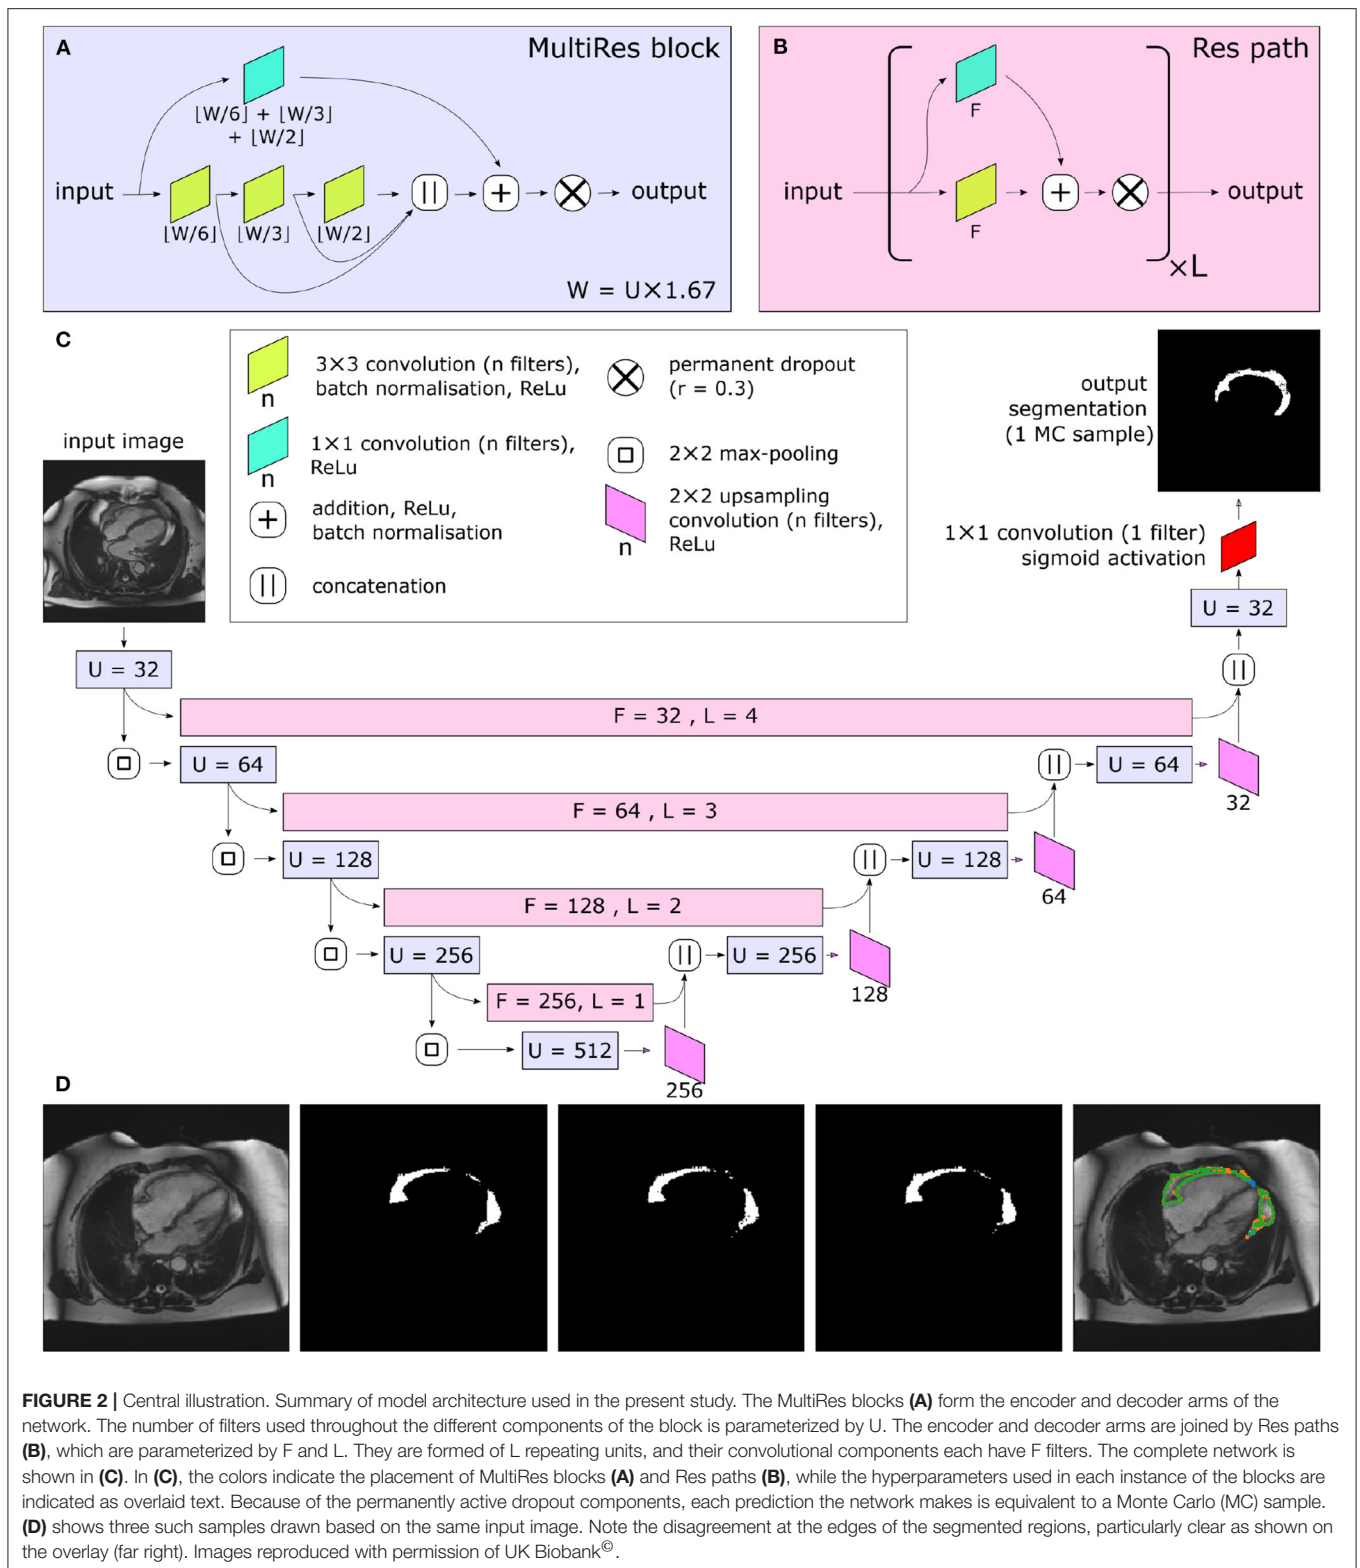 A
MultiRes block
⌊W/6⌋ + ⌊W/3⌋
+ ⌊W/2⌋
input
output
⌊W/6⌋
⌊W/3⌋
⌊W/2⌋
W = U×1.67
B
Res path
F
input
output
F
×L
C
input image
n
3×3 convolution (n filters),
batch normalisation, ReLu
n
1×1 convolution (n filters),
ReLu
addition, ReLu,
batch normalisation
concatenation
permanent dropout
(r = 0.3)
2×2 max-pooling
n
2×2 upsampling
convolution (n filters),
ReLu
output
segmentation
(1 MC sample)
1×1 convolution (1 filter)
sigmoid activation
U = 32
U = 32
F = 32 , L = 4
U = 64
U = 64
32
F = 64 , L = 3
U = 128
U = 128
64
F = 128 , L = 2
U = 256
U = 256
128
F = 256, L = 1
U = 512
256
D
FIGURE 2 | Central illustration. Summary of model architecture used in the present study. The MultiRes blocks (A) form the encoder and decoder arms of the
network. The number of filters used throughout the different components of the block is parameterized by U. The encoder and decoder arms are joined by Res paths
(B), which are parameterized by F and L. They are formed of L repeating units, and their convolutional components each have F filters. The complete network is
shown in (C). In (C), the colors indicate the placement of MultiRes blocks (A) and Res paths (B), while the hyperparameters used in each instance of the blocks are
indicated as overlaid text. Because of the permanently active dropout components, each prediction the network makes is equivalent to a Monte Carlo (MC) sample.
(D) shows three such samples drawn based on the same input image. Note the disagreement at the edges of the segmented regions, particularly clear as shown on
the overlay (far right). Images reproduced with permission of UK Biobank©.